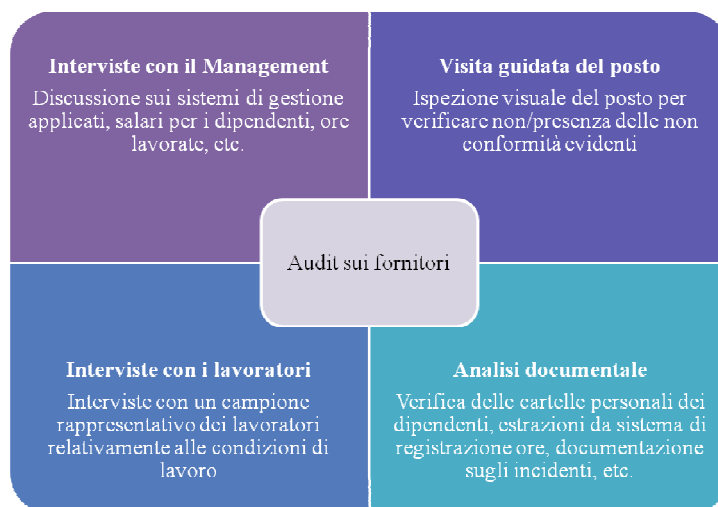 Interviste con il Management
Discussione sui sistemi di gestione
applicati, salari per i dipendenti, ore
lavorate, etc.
Visita guidata del posto
Ispezione visuale del posto per
verificare non/presenza delle non
conformità evidenti
Audit sui fornitori
Interviste con i lavoratori
Interviste con un campione
rappresentativo dei lavoratori
relativamente alle condizioni di
lavoro
Analisi documentale
Verifica delle cartelle personali dei
dipendenti, estrazioni da sistema di
registrazione ore, documentazione
sugli incidenti, etc.